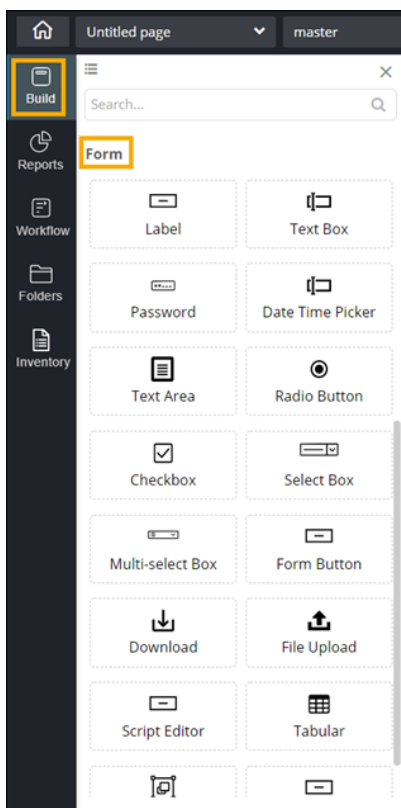 Untitled page
master
Build
Search...
Reports
Form
Label
Text Box
Workflow
Folders
Password
Date Time Picker
Inventory
Text Area
Radio Button
Checkbox
Select Box
Multi-select Box
Form Button
Download
File Upload
Script Editor
Tabular